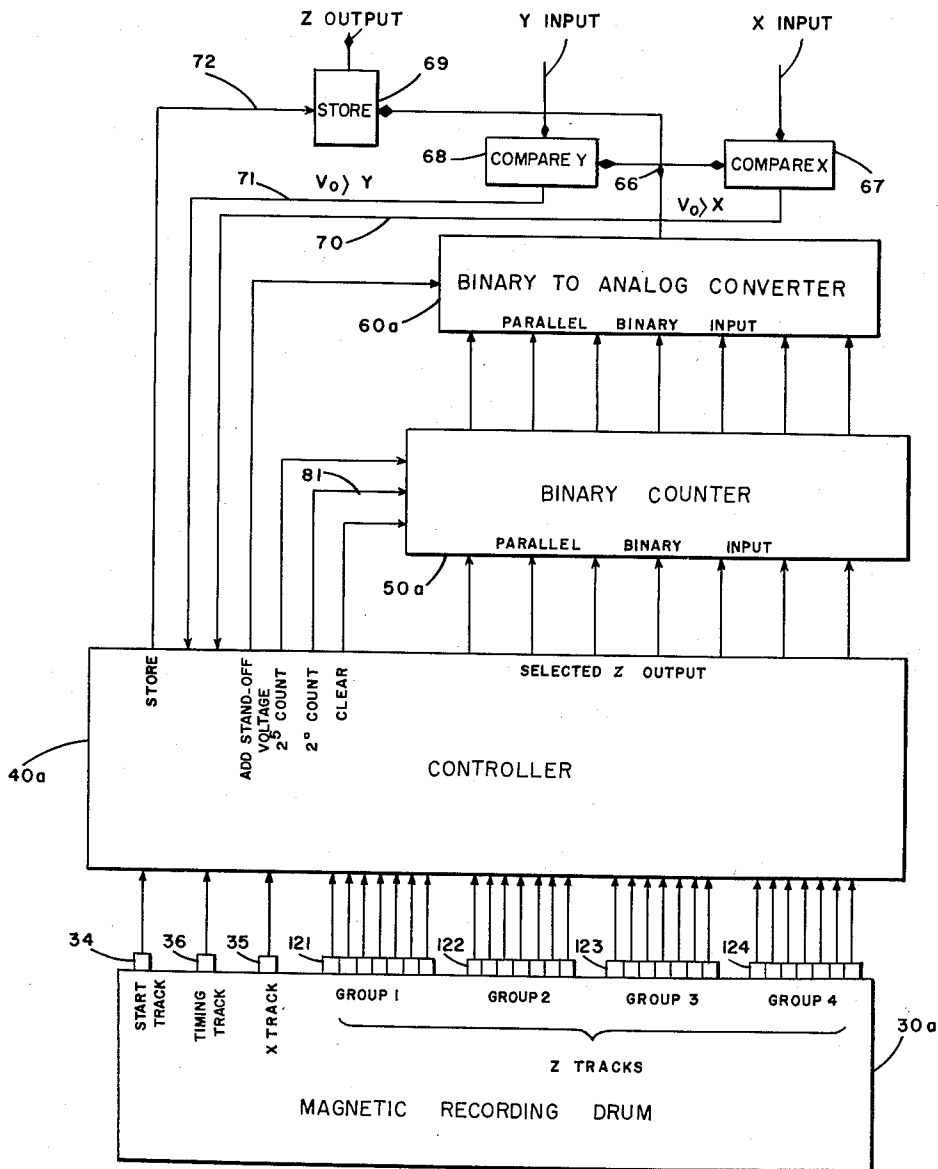 Z OUTPUT
Y INPUT
X INPUT
72
69
STORE
68
COMPARE Y
66
COMPARE X
67
71
V₀ > Y
V₀ > X
70
BINARY TO ANALOG CONVERTER
60a
PARALLEL BINARY INPUT
81
BINARY COUNTER
PARALLEL BINARY INPUT
50a
STORE
ADD STAND-OFF
VOLTAGE
2⁵ COUNT
2⁰ COUNT
CLEAR
SELECTED Z OUTPUT
40a
CONTROLLER
34
36
35
121
122
123
124
START
TRACK
TIMING
TRACK
X TRACK
GROUP 1
GROUP 2
GROUP 3
GROUP 4
30a
Z TRACKS
MAGNETIC RECORDING DRUM